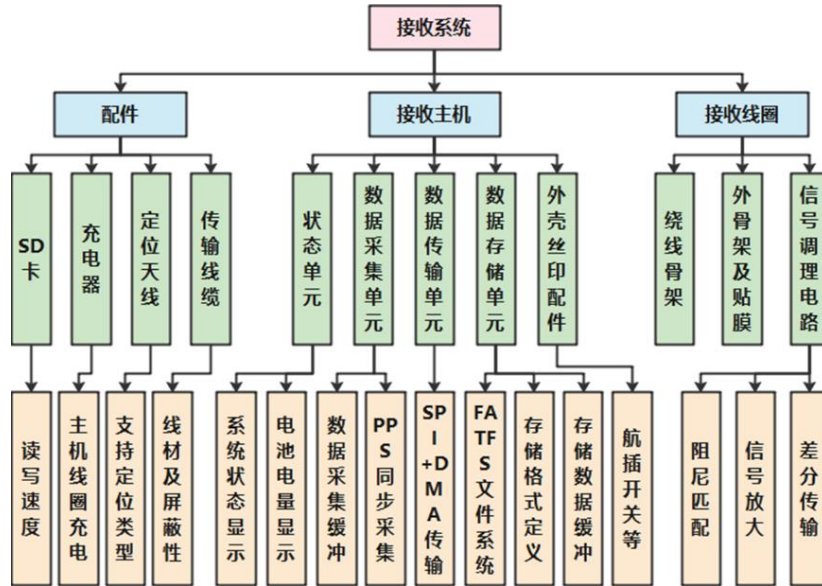 接收系统
配件
接收主机
接收线圈
SD卡
充电器
定位天线
传输线缆
状态单元
数据采集单元
数据传输单元
数据存储单元
外壳丝印配件
绕线骨架
外骨架及贴膜
信号调理电路
读写速度
主机线圈充电
支持定位类型
线材及屏蔽性
系统状态显示
电池电量显示
数据采集缓冲
PPS同步采集
SPI+DMA传输
FATFS文件系统
存储格式定义
存储数据缓冲
航插开关等
阻尼匹配
信号放大
差分传输